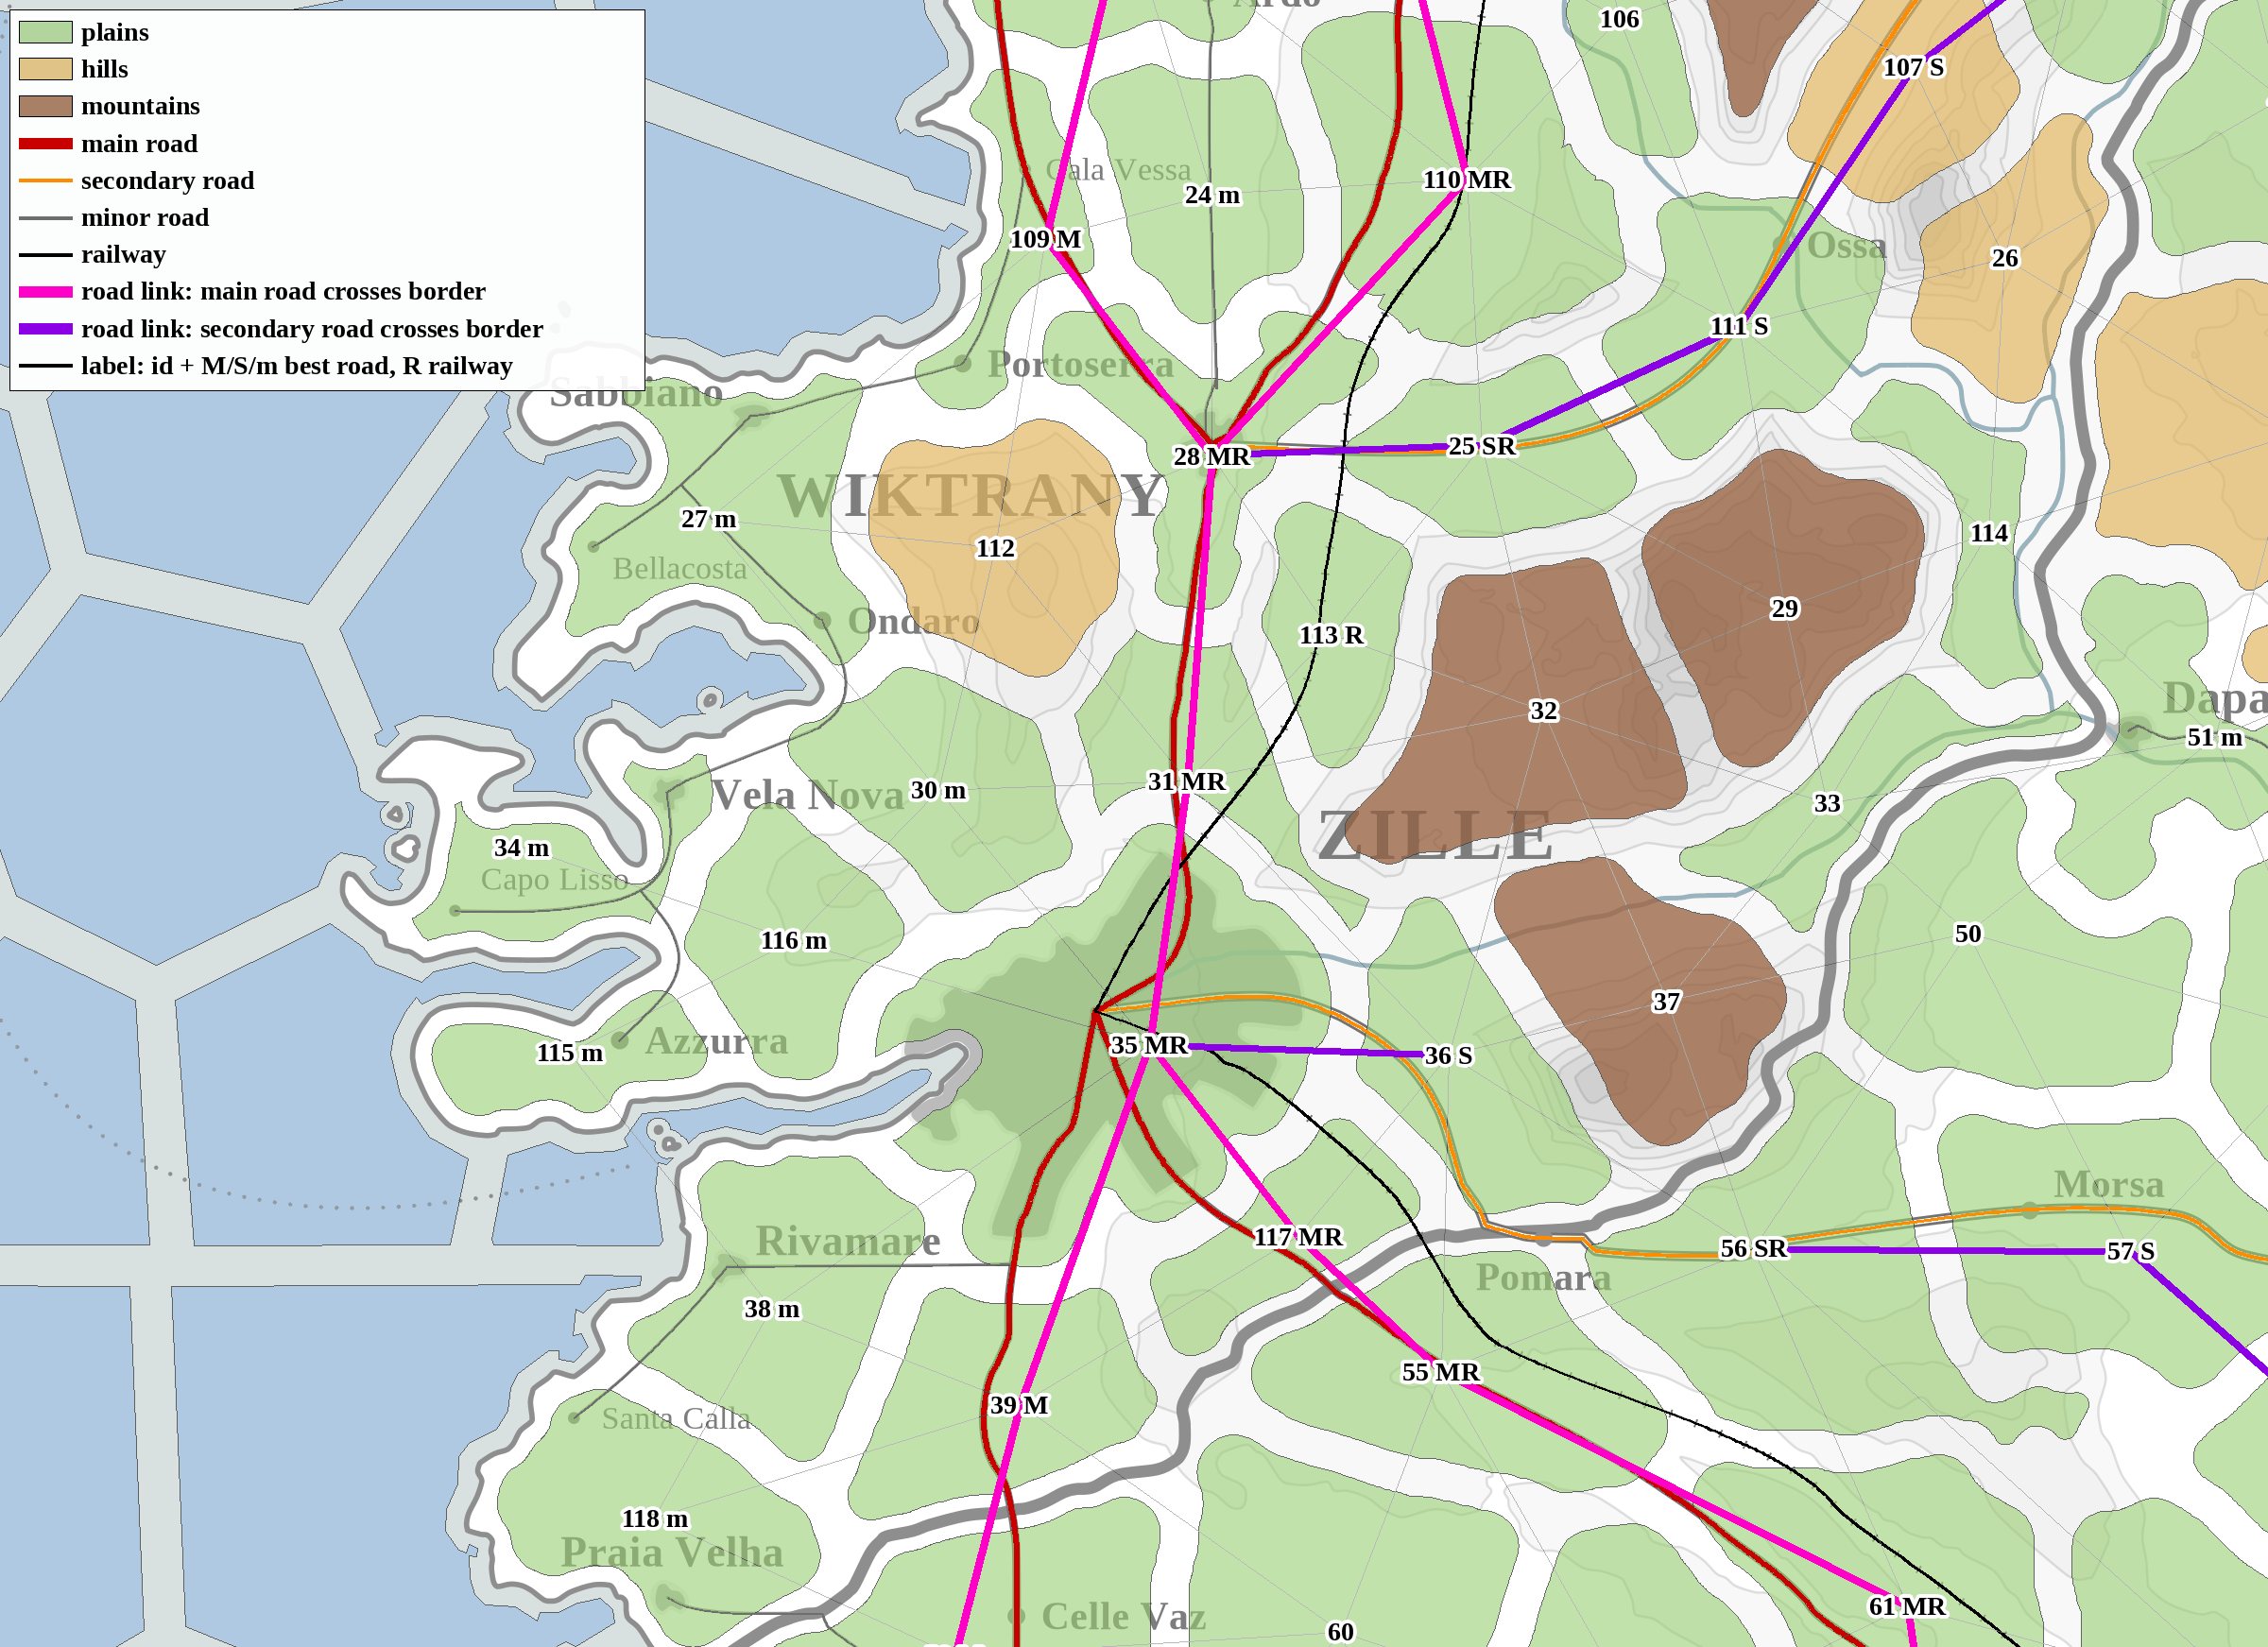 plains
hills
mountains
main road
secondary road
minor road
railway
road link: main road crosses border
road link: secondary road crosses border
label: id + M/S/m best road, R railway
106
107 S
Cala Vessa
24 m
110 MR
109 M
Ossa
26
111 S
Portoserra
Sabbiano
28 MR
25 SR
WIKTRANY
27 m
112
114
Bellacosta
29
Ondaro
113 R
Dapa
32
51 m
31 MR
30 m
Vela Nova
33
ZILLE
34 m
Capo Lisso
116 m
50
37
Azzurra
115 m
35 MR
36 S
Morsa
Rivamare
117 MR
56 SR
57 S
Pomara
38 m
55 MR
39 M
Santa Calla
118 m
Praia Velha
61 MR
Celle Vaz
60